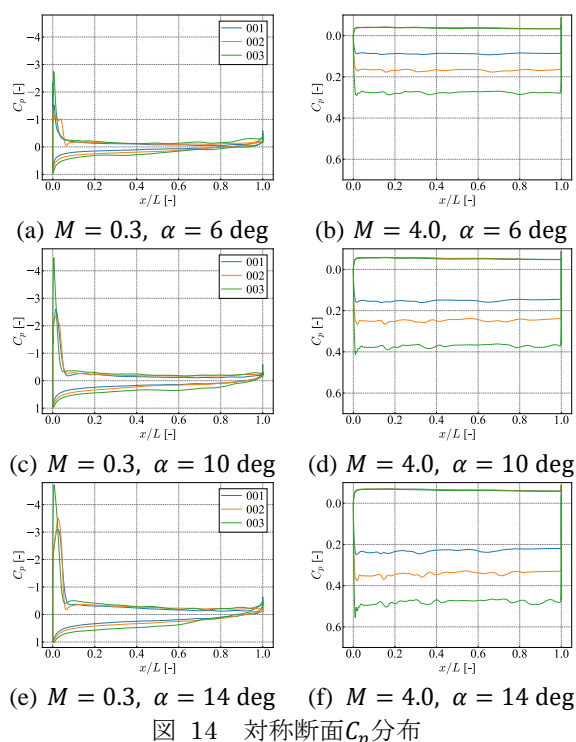 −4
−3
−2
−1
0
1
C_p [-]
0.0 0.2 0.4 0.6 0.8 1.0
x/L [-]
001
002
003
0.0
0.2
0.4
0.6
C_p [-]
0.0 0.2 0.4 0.6 0.8 1.0
x/L [-]
001
002
003
(a) M = 0.3, α = 6 deg
(b) M = 4.0, α = 6 deg
−4
−3
−2
−1
0
1
C_p [-]
0.0 0.2 0.4 0.6 0.8 1.0
x/L [-]
001
002
003
0.0
0.2
0.4
0.6
C_p [-]
0.0 0.2 0.4 0.6 0.8 1.0
x/L [-]
(c) M = 0.3, α = 10 deg
(d) M = 4.0, α = 10 deg
−4
−3
−2
−1
0
1
C_p [-]
0.0 0.2 0.4 0.6 0.8 1.0
x/L [-]
001
002
003
0.0
0.2
0.4
0.6
C_p [-]
0.0 0.2 0.4 0.6 0.8 1.0
x/L [-]
(e) M = 0.3, α = 14 deg
(f) M = 4.0, α = 14 deg
図 14 対称断面C_p分布